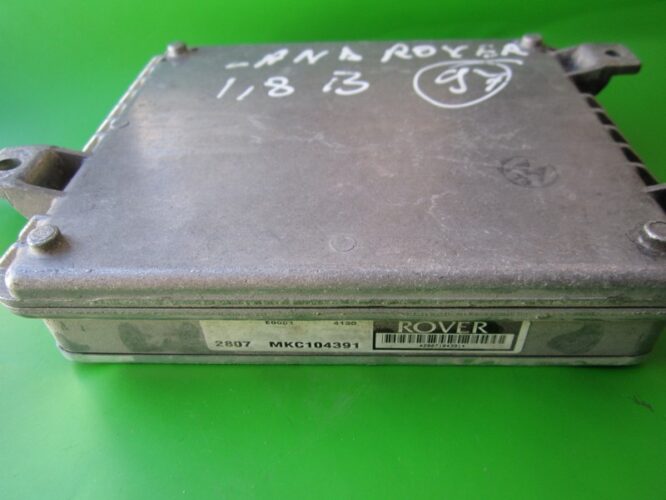 LAND ROVER
1,8 B 97
E0001 4130
ROVER
2807 MKC104391